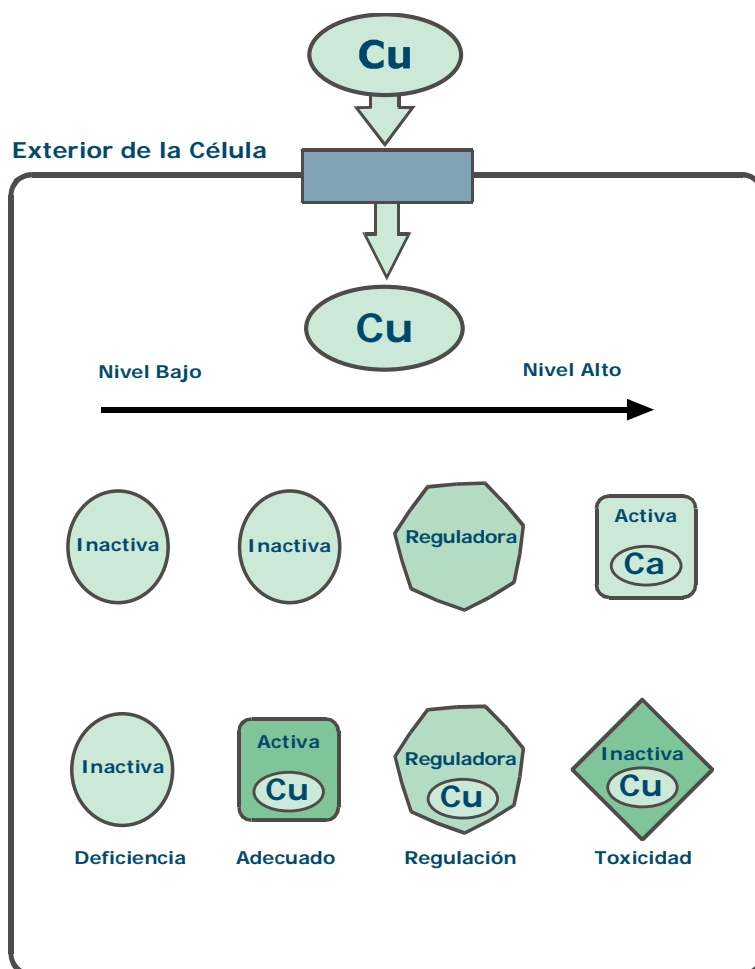 Cu
Exterior de la Célula
Cu
Nivel Bajo
Nivel Alto
Inactiva
Inactiva
Reguladora
Activa
Ca
Inactiva
Activa
Cu
Reguladora
Cu
Inactiva
Cu
Deficiencia
Adecuado
Regulación
Toxicidad